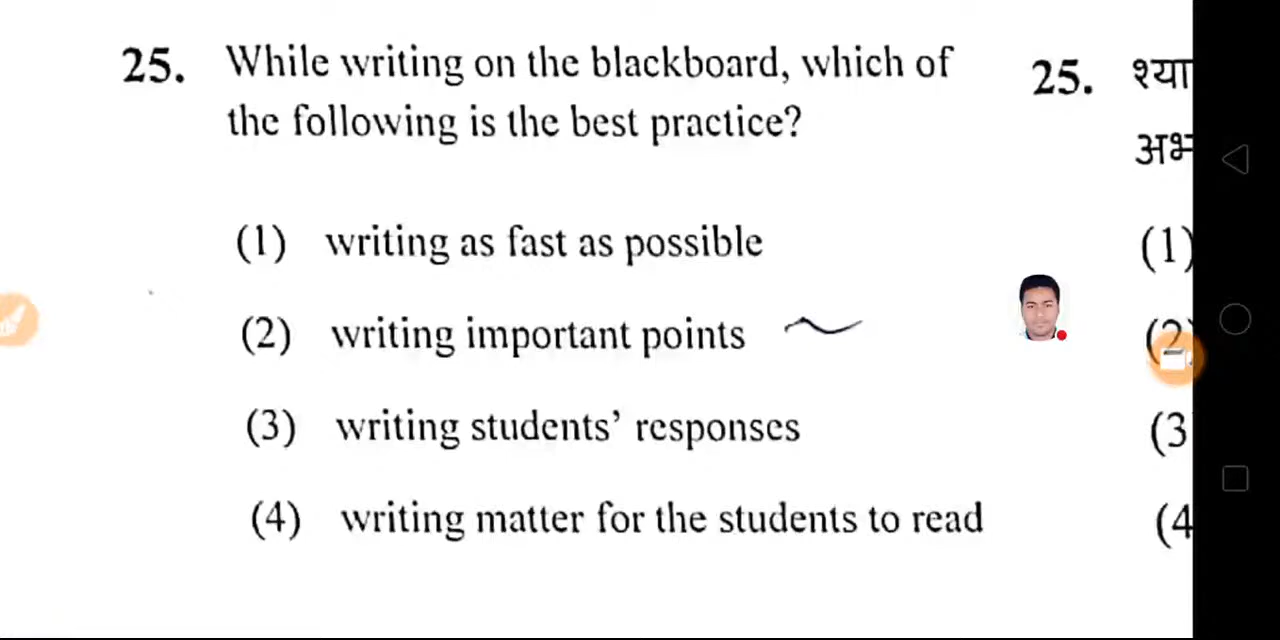 25. While writing on the blackboard, which of
the following is the best practice?
(1) writing as fast as possible
(2) writing important points
(3) writing students' responses
(4) writing matter for the students to read
25. श्या
अभ
(1)
(2)
(3
(4